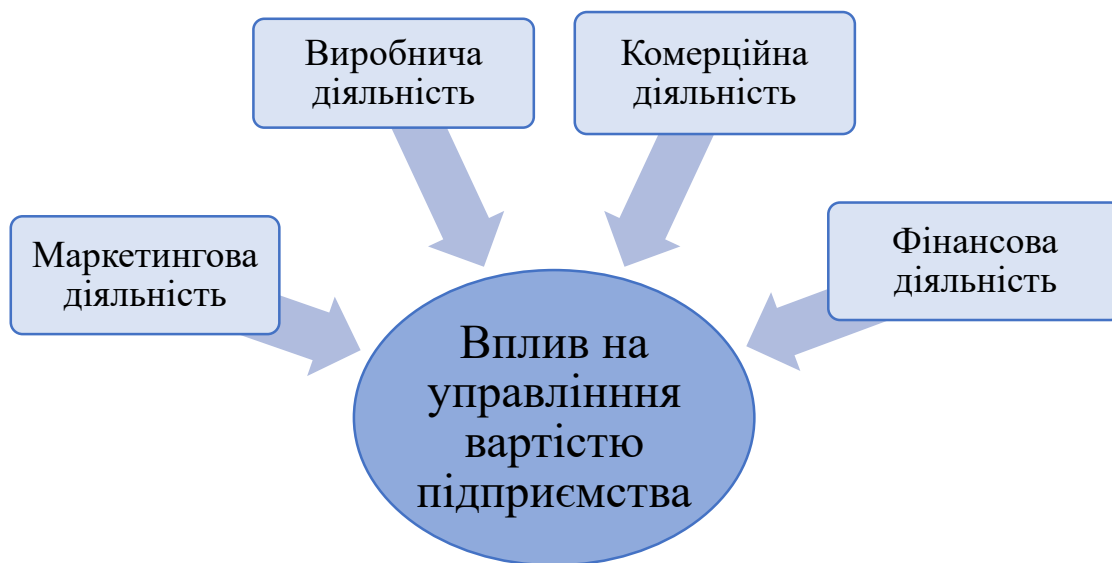 Виробнича
діяльність
Комерційна
діяльність
Маркетингова
діяльність
Фінансова
діяльність
Вплив на
управлінння
вартістю
підприємства